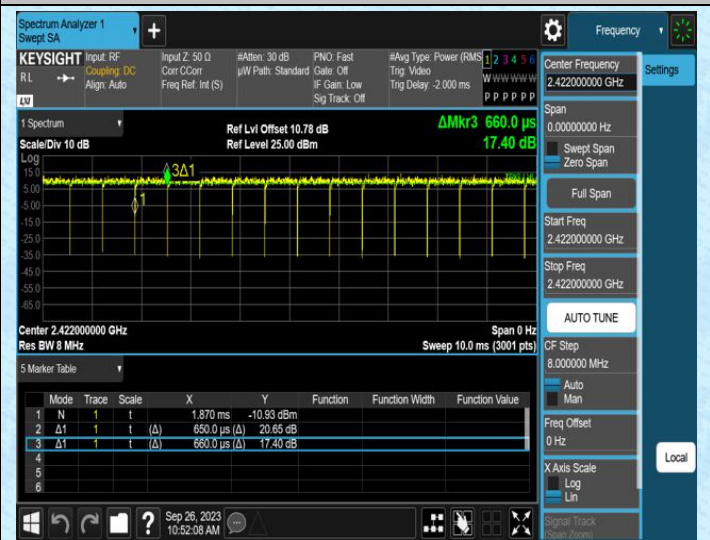 Spectrum Analyzer 1
Swept SA
Frequency
KEYSIGHT
RL
LXI
Input: RF
Coupling: DC
Align: Auto
Input Z: 50 Ω
Corr CCorr
Freq Ref: Int (S)
#Atten: 30 dB
µW Path: Standard
PNO: Fast
Gate: Off
IF Gain: Low
Sig Track: Off
#Avg Type: Power (RMS
Trig: Video
Trig Delay: -2.000 ms
1 2 3 4 5 6
W W W W W W
P P P P P P
1 Spectrum
Scale/Div 10 dB
Ref Lvl Offset 10.78 dB
Ref Level 25.00 dBm
ΔMkr3 660.0 µs
17.40 dB
Log
15.0
5.00
-5.00
-15.0
-25.0
-35.0
-45.0
-55.0
-65.0
3Δ1
1
Center 2.422000000 GHz
Res BW 8 MHz
Span 0 Hz
Sweep 10.0 ms (3001 pts)
5 Marker Table
Mode Trace Scale X Y Function Function Width Function Value
1 N 1 t 1.870 ms -10.93 dBm
2 Δ1 1 t (Δ) 650.0 µs (Δ) 20.65 dB
3 Δ1 1 t (Δ) 660.0 µs (Δ) 17.40 dB
4
5
6
Sep 26, 2023
10:52:08 AM
Center Frequency
2.422000000 GHz
Span
0.00000000 Hz
Swept Span
Zero Span
Full Span
Start Freq
2.422000000 GHz
Stop Freq
2.422000000 GHz
AUTO TUNE
CF Step
8.000000 MHz
Auto
Man
Freq Offset
0 Hz
X Axis Scale
Log
Lin
Signal Track
(Span Zoom)
Settings
Local